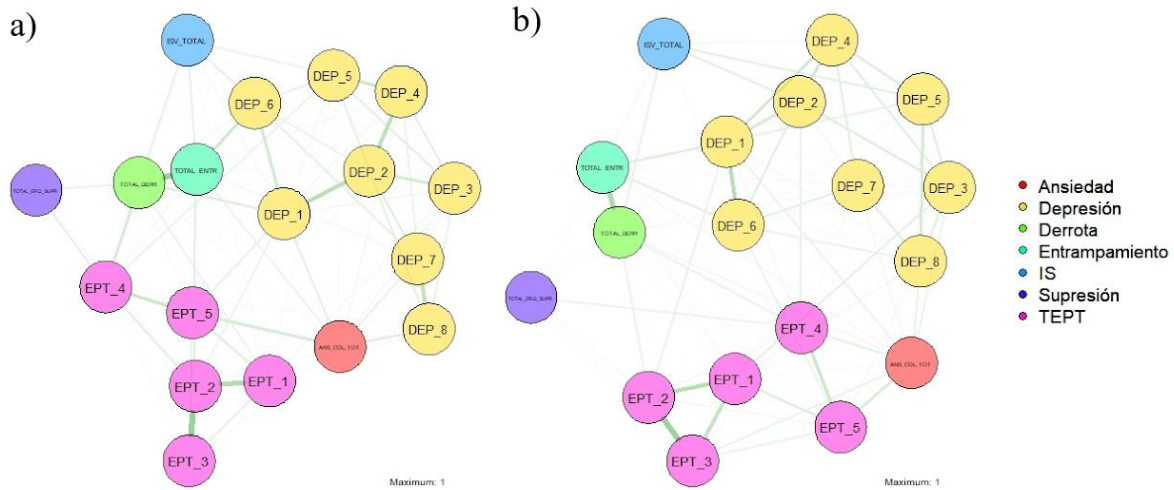 a)
ISV_TOTAL
DEP_5
DEP_4
DEP_6
TOTAL_ENTR
DEP_2
TOTAL_DERR
DEP_3
TOTAL_ERQ_SUPR
DEP_1
DEP_7
EPT_4
EPT_5
DEP_8
ANS_COL_TOT
EPT_2
EPT_1
EPT_3
Maximum: 1
b)
DEP_4
ISV_TOTAL
DEP_2
DEP_5
DEP_1
TOTAL_ENTR
DEP_7
DEP_3
DEP_6
TOTAL_DERR
DEP_8
TOTAL_ERQ_SUPR
EPT_4
ANS_COL_TOT
EPT_1
EPT_2
EPT_5
EPT_3
Maximum: 1
Ansiedad
Depresión
Derrota
Entrampamiento
IS
Supresión
TEPT